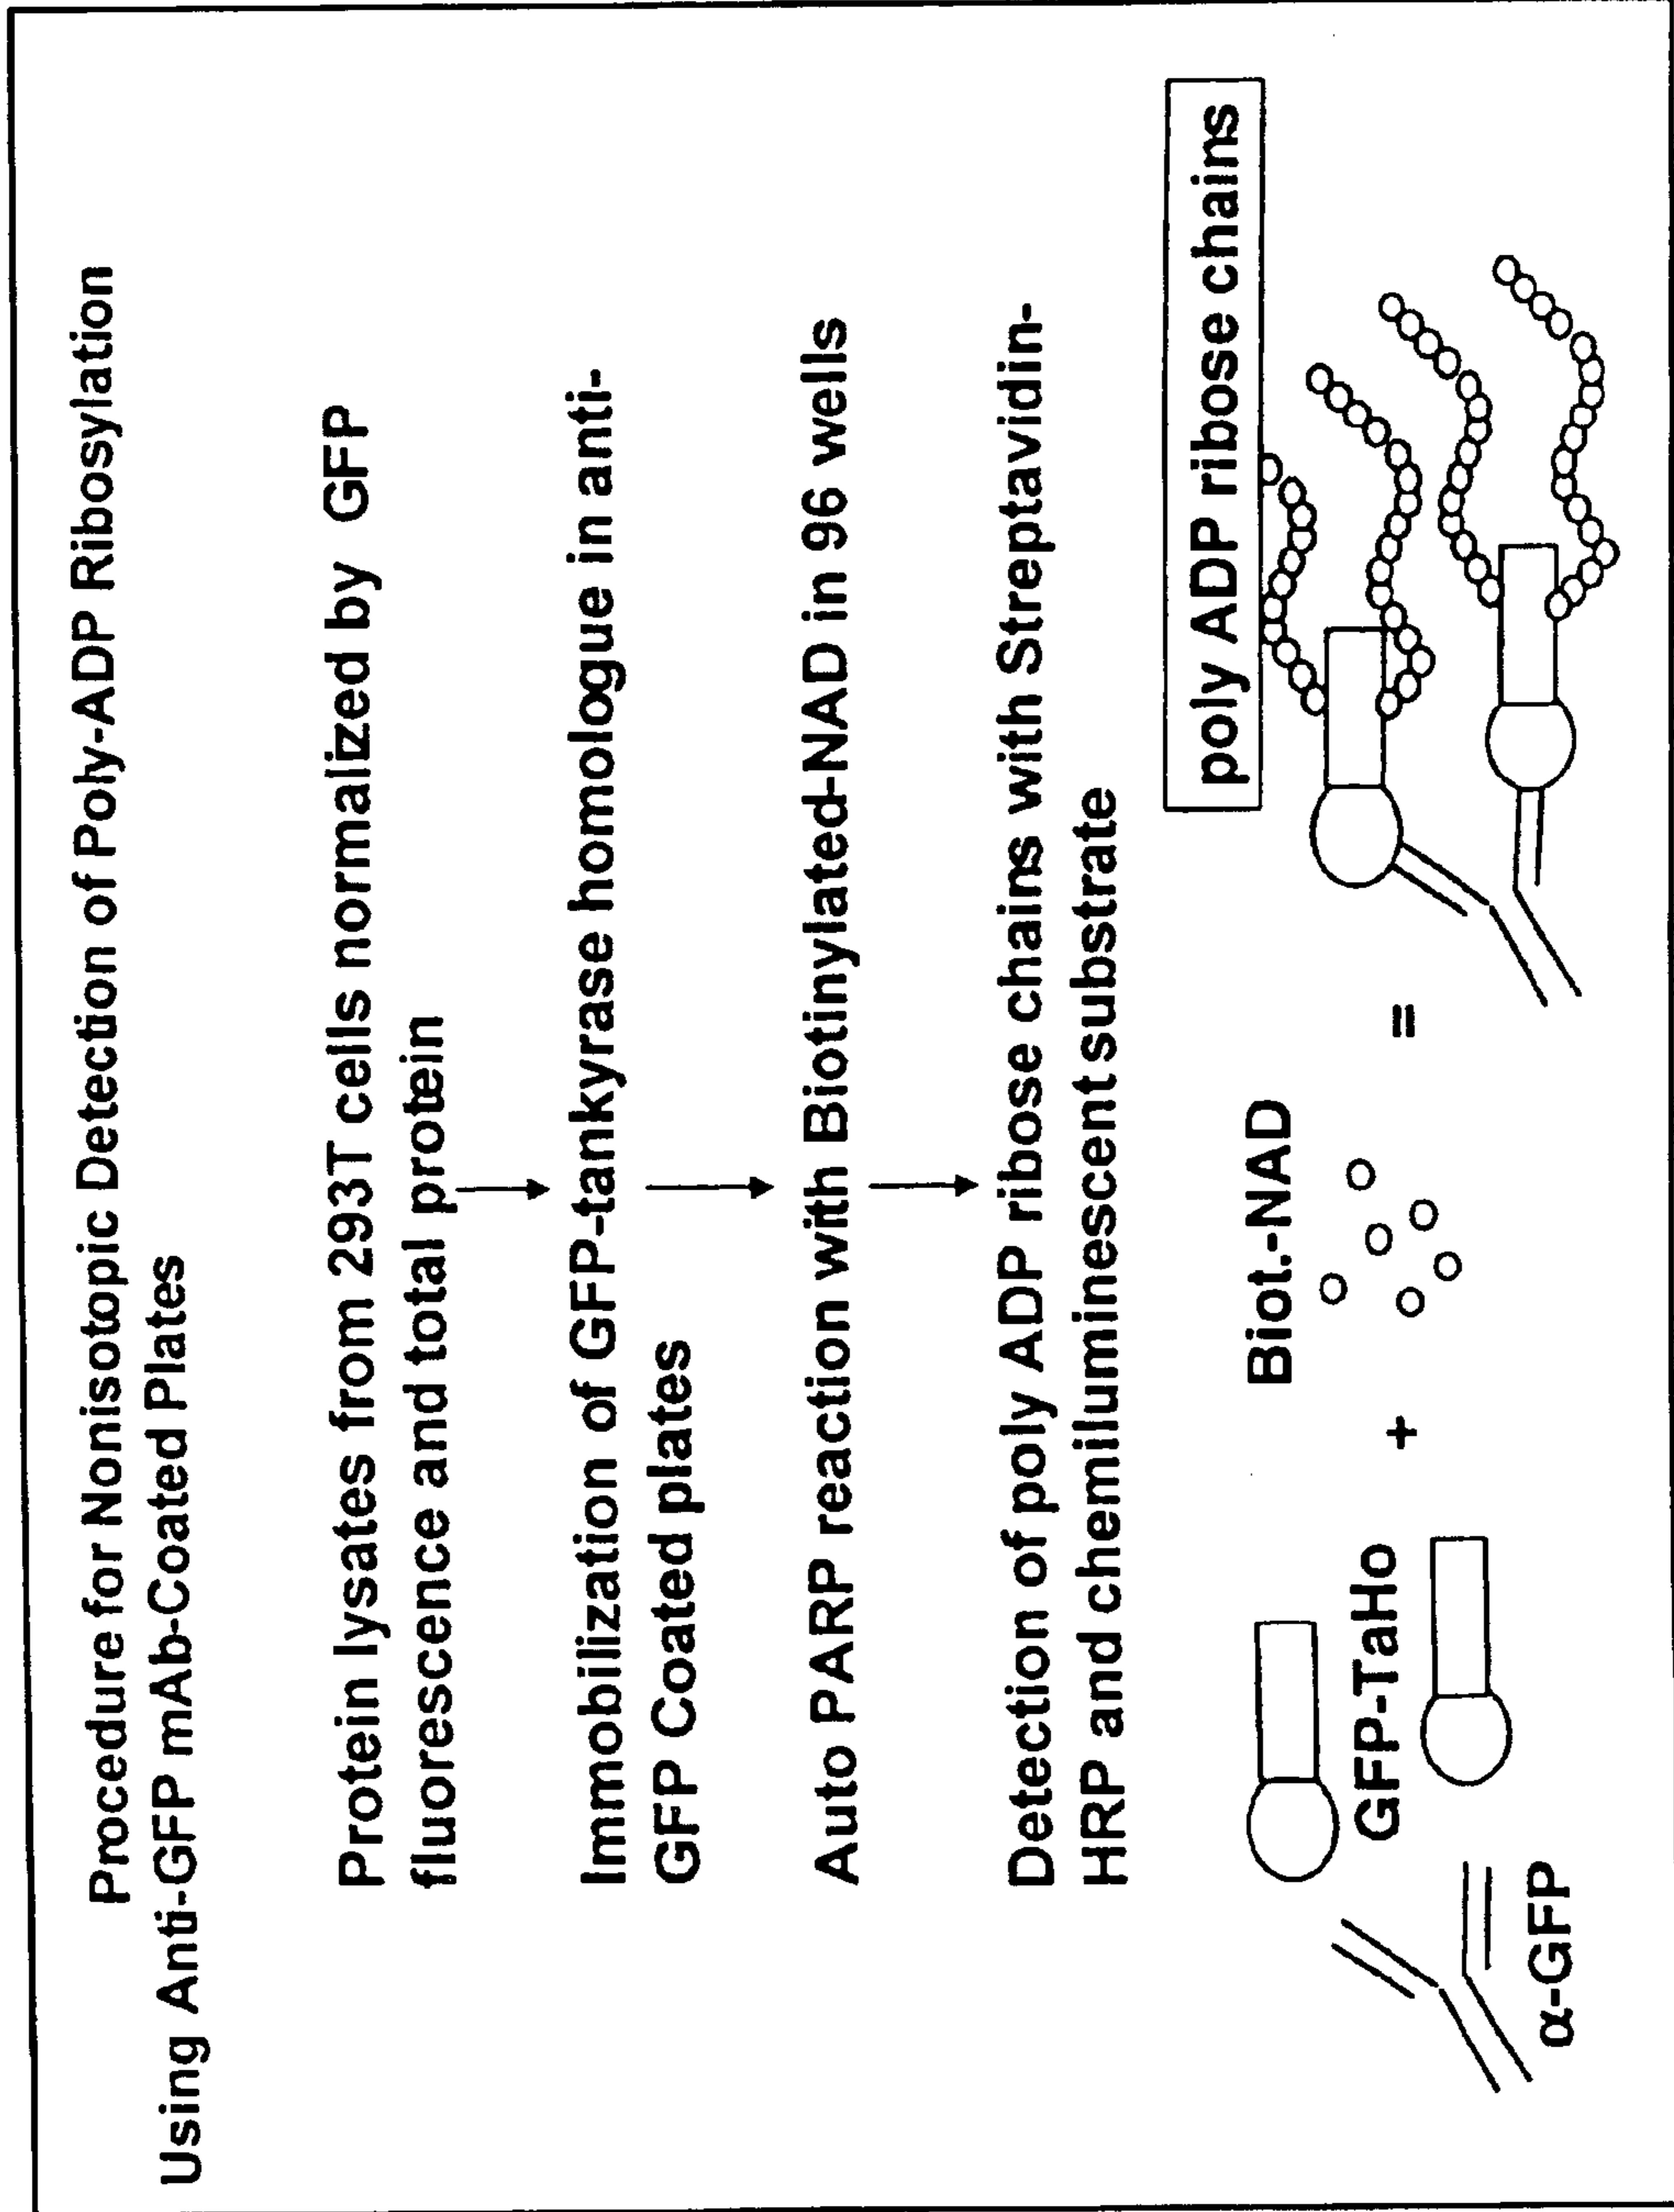 Procedure for Nonisotopic Detection of Poly-ADP Ribosylation
Using Anti-GFP mAb-Coated Plates
Protein lysates from 293T cells normalized by GFP
fluorescence and total protein
Immobilization of GFP-tankyrase homologue in anti-
GFP Coated plates
Auto PARP reaction with Biotinylated-NAD in 96 wells
Detection of poly ADP ribose chains with Streptavidin-
HRP and chemiluminescent substrate
poly ADP ribose chains
α-GFP
GFP-TaHo
+
Biot.-NAD
=